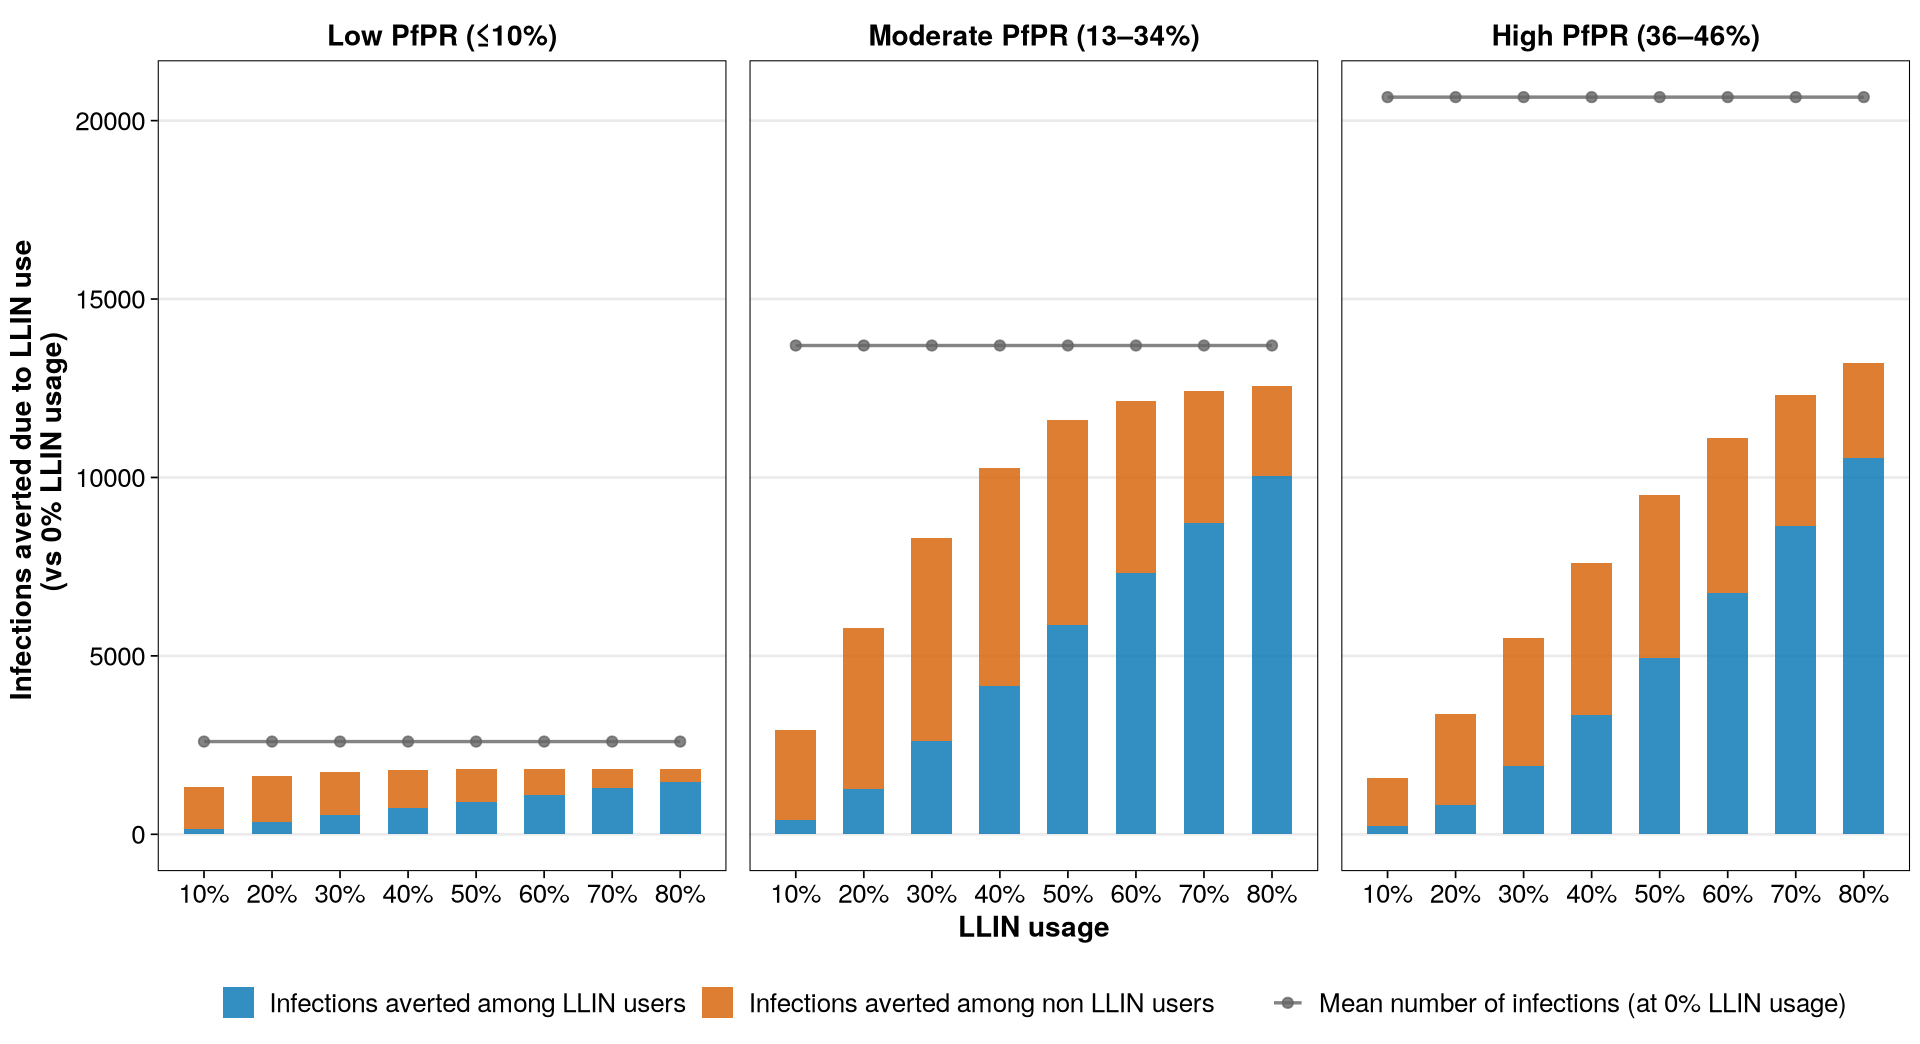 Low PfPR (≤10%)
Moderate PfPR (13–34%)
High PfPR (36–46%)
Infections averted due to LLIN use
(vs 0% LLIN usage)
20000
15000
10000
5000
0
10% 20% 30% 40% 50% 60% 70% 80%
10% 20% 30% 40% 50% 60% 70% 80%
10% 20% 30% 40% 50% 60% 70% 80%
LLIN usage
Infections averted among LLIN users
Infections averted among non LLIN users
Mean number of infections (at 0% LLIN usage)